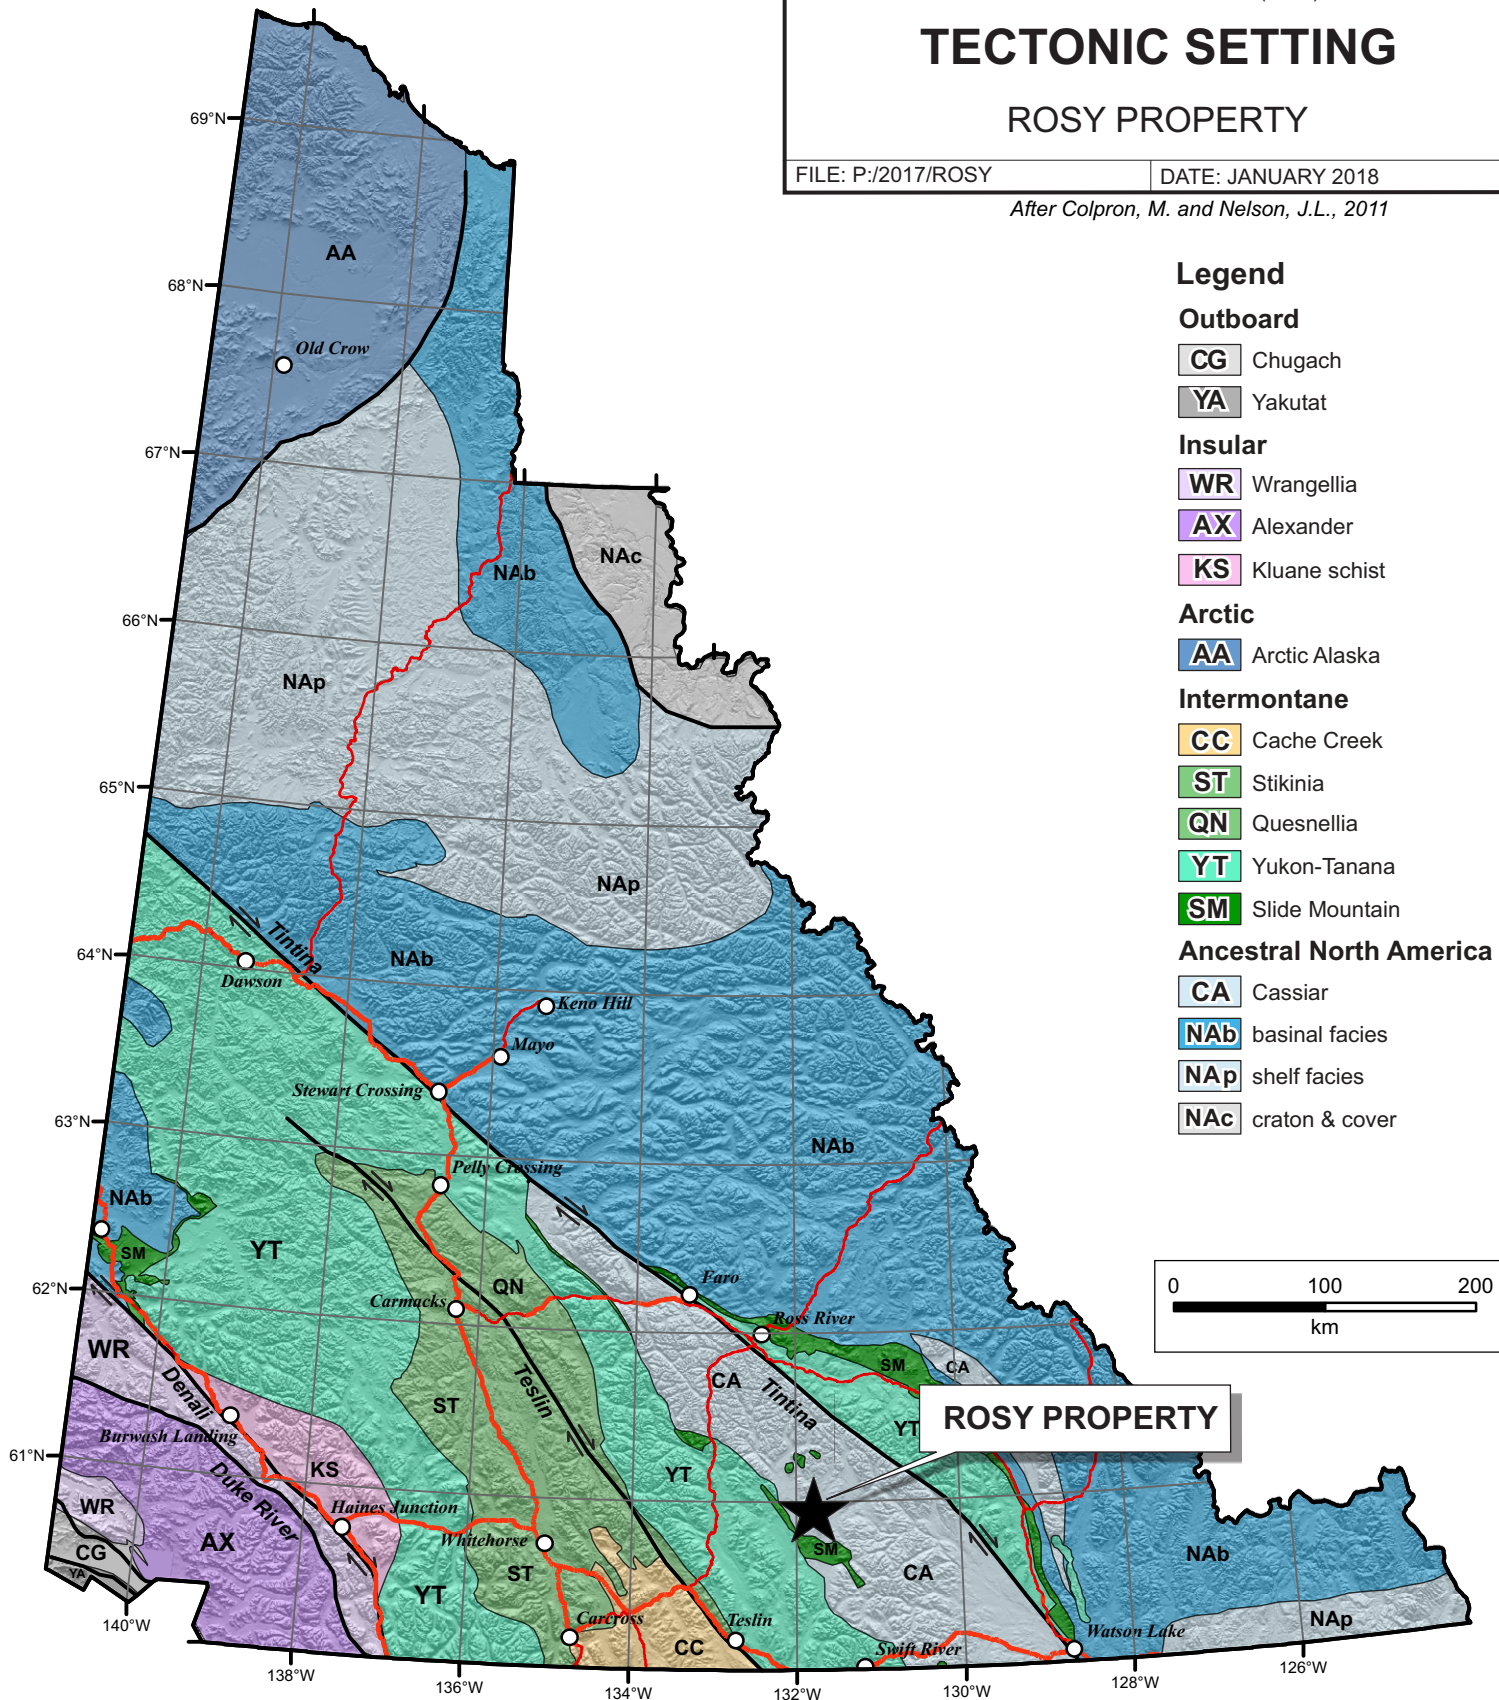 TECTONIC SETTING
ROSY PROPERTY
FILE: P:/2017/ROSY
DATE: JANUARY 2018
After Colpron, M. and Nelson, J.L., 2011
Legend
Outboard
CG Chugach
YA Yakutat
Insular
WR Wrangellia
AX Alexander
KS Kluane schist
Arctic
AA Arctic Alaska
Intermontane
CC Cache Creek
ST Stikinia
QN Quesnellia
YT Yukon-Tanana
SM Slide Mountain
Ancestral North America
CA Cassiar
NAb basinal facies
NAp shelf facies
NAc craton & cover
0 100 200
km
69°N
68°N
67°N
66°N
65°N
64°N
63°N
62°N
61°N
140°W
138°W
136°W
134°W
132°W
130°W
128°W
126°W
AA
Old Crow
NAc
NAb
NAp
NAp
Tintina
NAb
Dawson
Keno Hill
Mayo
Stewart Crossing
NAb
Pelly Crossing
NAb
YT
SM
Faro
QN
Carmacks
Ross River
WR
SM
CA
CA
Denali
Teslin
Tintina
ST
YT
ROSY PROPERTY
Burwash Landing
KS
YT
Duke River
WR
Haines Junction
Whitehorse
AX
CG
SM
NAb
YA
ST
CA
YT
Carcross
Teslin
NAp
CC
Swift River
Watson Lake